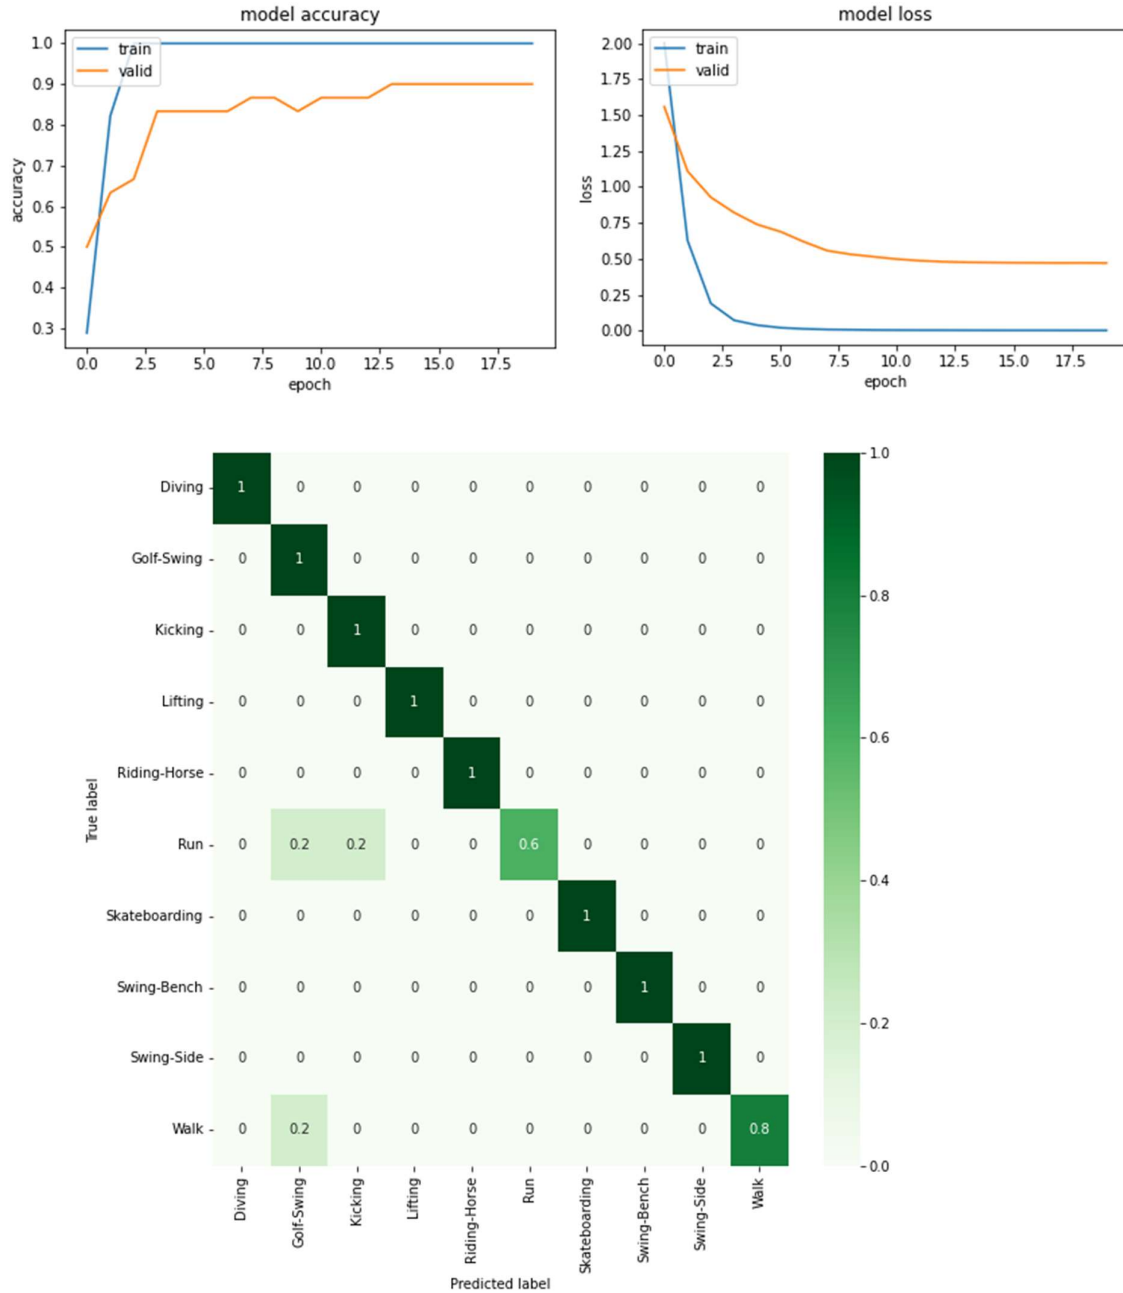 model accuracy
train
valid
1.0
0.9
0.8
0.7
0.6
0.5
0.4
0.3
accuracy
0.0 2.5 5.0 7.5 10.0 12.5 15.0 17.5
epoch
model loss
train
valid
2.00
1.75
1.50
1.25
1.00
0.75
0.50
0.25
0.00
loss
0.0 2.5 5.0 7.5 10.0 12.5 15.0 17.5
epoch
True label
Diving 1 0 0 0 0 0 0 0 0 0
Golf-Swing 0 1 0 0 0 0 0 0 0 0
Kicking 0 0 1 0 0 0 0 0 0 0
Lifting 0 0 0 1 0 0 0 0 0 0
Riding-Horse 0 0 0 0 1 0 0 0 0 0
Run 0 0.2 0.2 0 0 0.6 0 0 0 0
Skateboarding 0 0 0 0 0 0 1 0 0 0
Swing-Bench 0 0 0 0 0 0 0 1 0 0
Swing-Side 0 0 0 0 0 0 0 0 1 0
Walk 0 0.2 0 0 0 0 0 0 0 0.8
Diving
Golf-Swing
Kicking
Lifting
Riding-Horse
Run
Skateboarding
Swing-Bench
Swing-Side
Walk
Predicted label
1.0
0.8
0.6
0.4
0.2
0.0